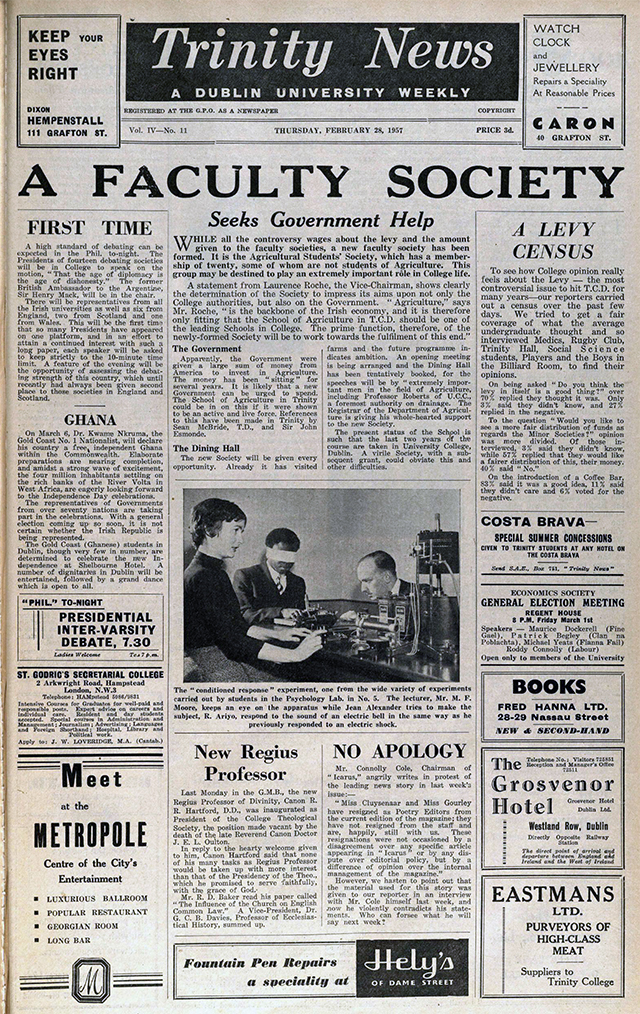 KEEP YOUR
EYES
RIGHT
DIXON
HEMPENSTALL
111 GRAFTON ST.
Trinity News
A DUBLIN UNIVERSITY WEEKLY
WATCH
CLOCK
and
JEWELLERY
Repairs a Speciality
At Reasonable Prices
CARON
40 GRAFTON ST.
REGISTERED AT THE G.P.O. AS A NEWSPAPER
COPYRIGHT
Vol. IV—No. 11
THURSDAY, FEBRUARY 28, 1957
PRICE 3d.
A FACULTY SOCIETY
FIRST TIME
A high standard of debating can be
expected in the Phil. to-night. The
Presidents of fourteen debating societies
will be in College to speak on the
motion, "That the age of diplomacy is
the age of dishonesty." The former
British Ambassador to the Argentine,
Sir Henry Mack, will be in the chair.
There will be representatives from all
the Irish universities as well as six from
England, two from Scotland and one
from Wales. This will be the first time
that so many Presidents have appeared
on one platform, and in an effort to
attain a continued interest with such a
long paper, each speaker will be asked
to keep strictly to the 10-minute time
limit. A feature of the evening will be
the opportunity of assessing the debat-
ing strength of this country, which until
recently had always been given second
place to those societies in England and
Scotland.
GHANA
On March 6, Dr. Kwame Nkruma, the
Gold Coast No. 1 Nationalist, will declare
his country a free, independent Ghana
within the Commonwealth. Elaborate
preparations are nearing completion,
and amidst a strong wave of excitement,
the four million inhabitants settling on
the rich banks of the River Volta in
West Africa, are eagerly looking forward
to the Independence Day celebrations.
The representatives of Governments
from over seventy nations are taking
part in the celebrations. With a general
election coming up so soon, it is not
certain whether the Irish Republic is
being represented.
The Gold Coast (Ghanese) students in
Dublin, though very few in number, are
determined to celebrate the new In-
dependence at Shelbourne Hotel. A
number of dignitaries in Dublin will be
entertained, followed by a grand dance
which is open to all.
"PHIL." TO-NIGHT
PRESIDENTIAL
INTER-VARSITY
DEBATE, 7.30
Ladies Welcome Tea 7 p.m.
ST. GODRIC'S SECRETARIAL COLLEGE
2 Arkwright Road, Hampstead
London, N.W.3
Telephone: HAMpstead 5986/9831
Intensive Courses for Graduates for well-paid and
responsible posts. Expert advice on careers and
individual care. Resident and day students
accepted. Special courses in Administration and
Management; Journalism; Advertising; Languages
and Foreign Shorthand; Hospital, Library and
Political work.
Apply to: J. W. LOVERIDGE, M.A. (Cantab.)
Meet
at the
METROPOLE
Centre of the City's
Entertainment
LUXURIOUS BALLROOM
POPULAR RESTAURANT
GEORGIAN ROOM
LONG BAR
M
Seeks Government Help
WHILE all the controversy wages about the levy and the amount
given to the faculty societies, a new faculty society has been
formed. It is the Agricultural Students' Society, which has a member-
ship of twenty, some of whom are not students of Agriculture. This
group may be destined to play an extremely important rôle in College life.
A statement from Laurence Roche, the Vice-Chairman, shows clearly
the determination of the Society to impress its aims upon not only the
College authorities, but also on the Government. "Agriculture," says
Mr. Roche, "is the backbone of the Irish economy, and it is therefore
only fitting that the School of Agriculture in T.C.D. should be one of
the leading Schools in College. The prime function, therefore, of the
newly-formed Society will be to work towards the fulfilment of this end."
The Government
Apparently, the Government were
given a large sum of money from
America to invest in Agriculture.
The money has been "sitting" for
several years. It is likely that a new
Government can be urged to spend.
The School of Agriculture in Trinity
could be in on this if it were shown
to be an active and live force. References
to this have been made in Trinity by
Sean McBride, T.D., and Sir John
Esmonde.
The Dining Hall
The new Society will be given every
opportunity. Already it has visited
farms and the future programme in-
dicates ambition. An opening meeting
is being arranged and the Dining Hall
has been tentatively booked, for the
speeches will be by "extremely impor-
tant men in the field of Agriculture,
including Professor Roberts of U.C.C.,
a foremost authority on drainage. The
Registrar of the Department of Agricul-
ture is giving his whole-hearted support
to the new Society.
The present status of the School is
such that the last two years of the
course are taken in University College,
Dublin. A virile Society, with a sub-
sequent grant, could obviate this and
other difficulties.
The "conditioned response" experiment, one from the wide variety of experiments
carried out by students in the Psychology Lab. in No. 5. The lecturer, Mr. M. F.
Moore, keeps an eye on the apparatus while Jean Alexander tries to make the
subject, R. Ariyo, respond to the sound of an electric bell in the same way as he
previously responded to an electric shock.
New Regius
Professor
Last Monday in the G.M.B., the new
Regius Professor of Divinity, Canon R.
R. Hartford, D.D., was inaugurated as
President of the College Theological
Society, the position made vacant by the
death of the late Reverend Canon Doctor
J. E. L. Oulton.
In reply to the hearty welcome given
to him, Canon Hartford said that none
of his many tasks as Regius Professor
would be taken up with more interest
than that of the Presidency of the Theo.,
which he promised to serve faithfully,
with the grace of God.
Mr. R. D. Baker read his paper called
"The Influence of the Church on English
Common Law." A Vice-President, Dr.
G. C. B. Davies, Professor of Ecclesias-
tical History, summed up.
NO APOLOGY
Mr. Connolly Cole, Chairman of
"Icarus," angrily writes in protest of
the leading news story in last week's
issue:—
"Miss Cluysenaar and Miss Gourley
have resigned as Poetry Editors from
the current edition of the magazine; they
have not resigned from the staff and
are, happily, still with us. These
resignations were not occasioned by a
disagreement over any specific article
appearing in "Icarus" or by any dis-
pute over editorial policy, but by a
difference of opinion over the internal
management of the magazine."
However, we hasten to point out that
the material used for this story was
given to our reporter in an interview
with Mr. Cole himself last week, and
now he violently contradicts his state-
ments. Who can forsee what he will
say next week?
Fountain Pen Repairs
a speciality at
Hely's
OF DAME STREET
A LEVY
CENSUS
To see how College opinion really
feels about the Levy — the most
controversial issue to hit T.C.D. for
many years—our reporters carried
out a census over the past few
days. We tried to get a fair
coverage of what the average
undergraduate thought and so
interviewed Medics, Rugby Club,
Trinity Hall, Social Science
students, Players and the Boys in
the Billiard Room, to find their
opinions.
On being asked "Do you think the
levy in itself is a good thing?" over
70% replied they thought it was. Only
3% said they didn't know, and 27%
replied in the negative.
To the question "Would you like to
see a more fair distribution of funds as
regards the Minor Societies?" opinion
was more divided. Of those in-
terviewed, 3% said they didn't know,
while 57% replied that they would like
a fairer distribution of this, their money.
40% said "No."
On the introduction of a Coffee Bar,
83% said it was a good idea, 11% said
they didn't care and 6% voted for the
negative.
COSTA BRAVA—
SPECIAL SUMMER CONCESSIONS
GIVEN TO TRINITY STUDENTS AT ANY HOTEL ON
THE COSTA BRAVA
Send S.A.E., Box 751, "Trinity News"
ECONOMICS SOCIETY
GENERAL ELECTION MEETING
REGENT HOUSE
8 P.M. Friday March 1st
Speakers — Maurice Dockerell (Fine
Gael), Patrick Begley (Clan na
Poblachta), Michael Yeats (Fianna Fail)
Roddy Connolly (Labour)
Open only to members of the University
BOOKS
FRED HANNA LTD.
28-29 Nassau Street
NEW & SECOND-HAND
The
Grosvenor
Hotel
Telephone No.: Visitors 725851
Reception and Manager's Office
72511
Grosvenor Hotel
Dublin Ltd.
Westland Row, Dublin
Directly Opposite Railway
Station
The direct point of arrival and
departure between England and
Ireland and the West of Ireland
EASTMANS
LTD.
PURVEYORS OF
HIGH-CLASS
MEAT
Suppliers to
Trinity College